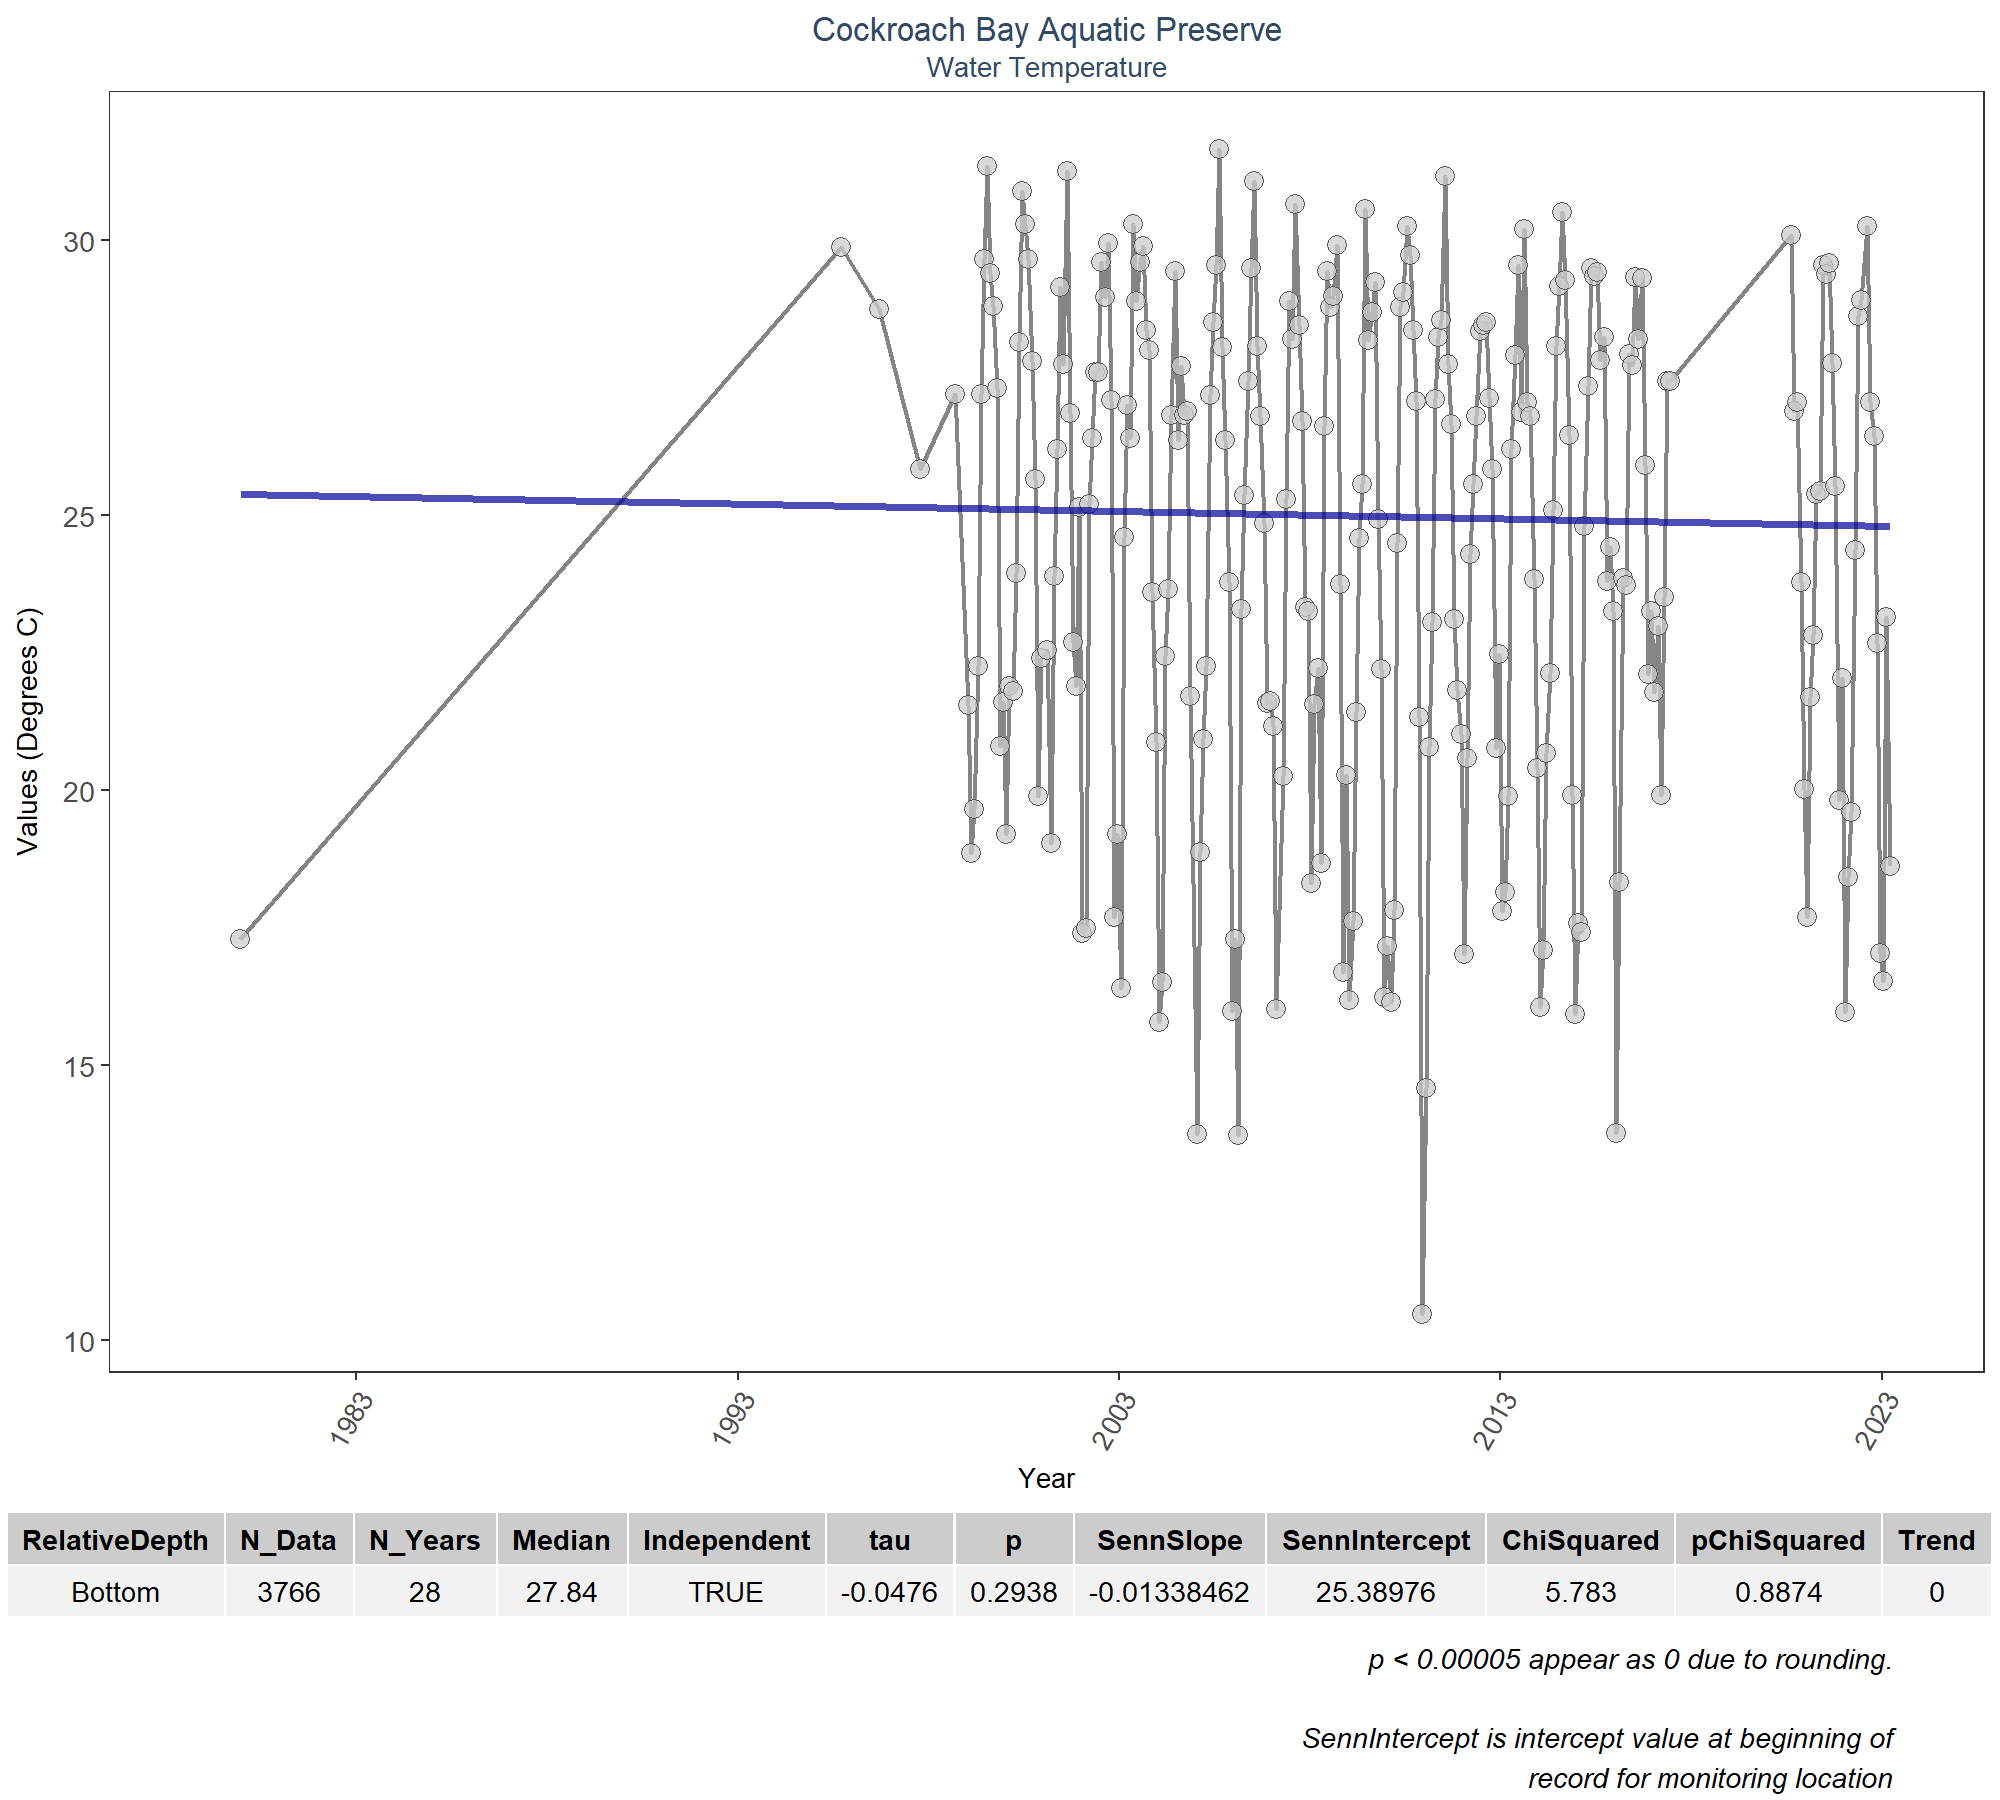 Cockroach Bay Aquatic Preserve
Water Temperature
Values (Degrees C)
30
25
20
15
10
1983
1993
2003
2013
2023
Year
RelativeDepth N_Data N_Years Median Independent tau p SennSlope SennIntercept ChiSquared pChiSquared Trend
Bottom 3766 28 27.84 TRUE -0.0476 0.2938 -0.01338462 25.38976 5.783 0.8874 0
p < 0.00005 appear as 0 due to rounding.
SennIntercept is intercept value at beginning of
record for monitoring location